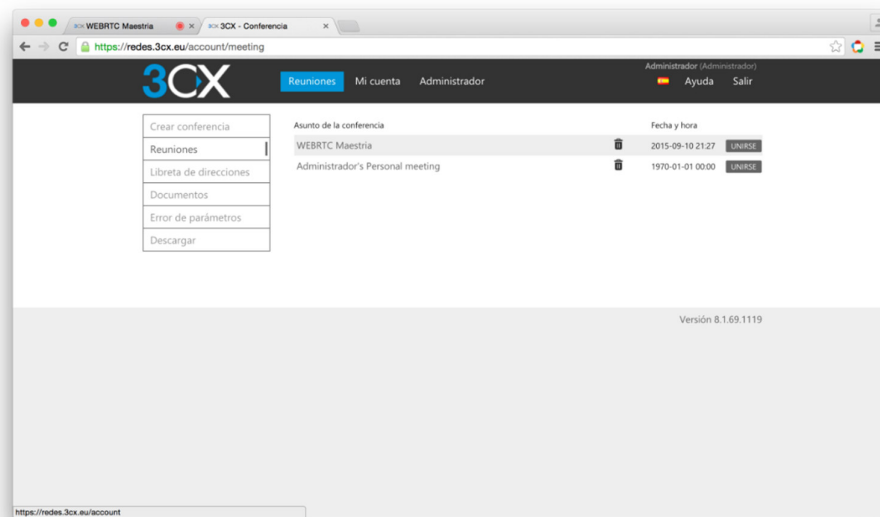 3CX WEBRTC Maestria
3CX 3CX - Conferencia
https://redes.3cx.eu/account/meeting
Administrador (Administrador)
3CX
Reuniones Mi cuenta Administrador Ayuda Salir
Crear conferencia
Reuniones
Libreta de direcciones
Documentos
Error de parámetros
Descargar
Asunto de la conferencia Fecha y hora
WEBRTC Maestria 2015-09-10 21:27 UNIRSE
Administrador's Personal meeting 1970-01-01 00:00 UNIRSE
Versión 8.1.69.1119
https://redes.3cx.eu/account